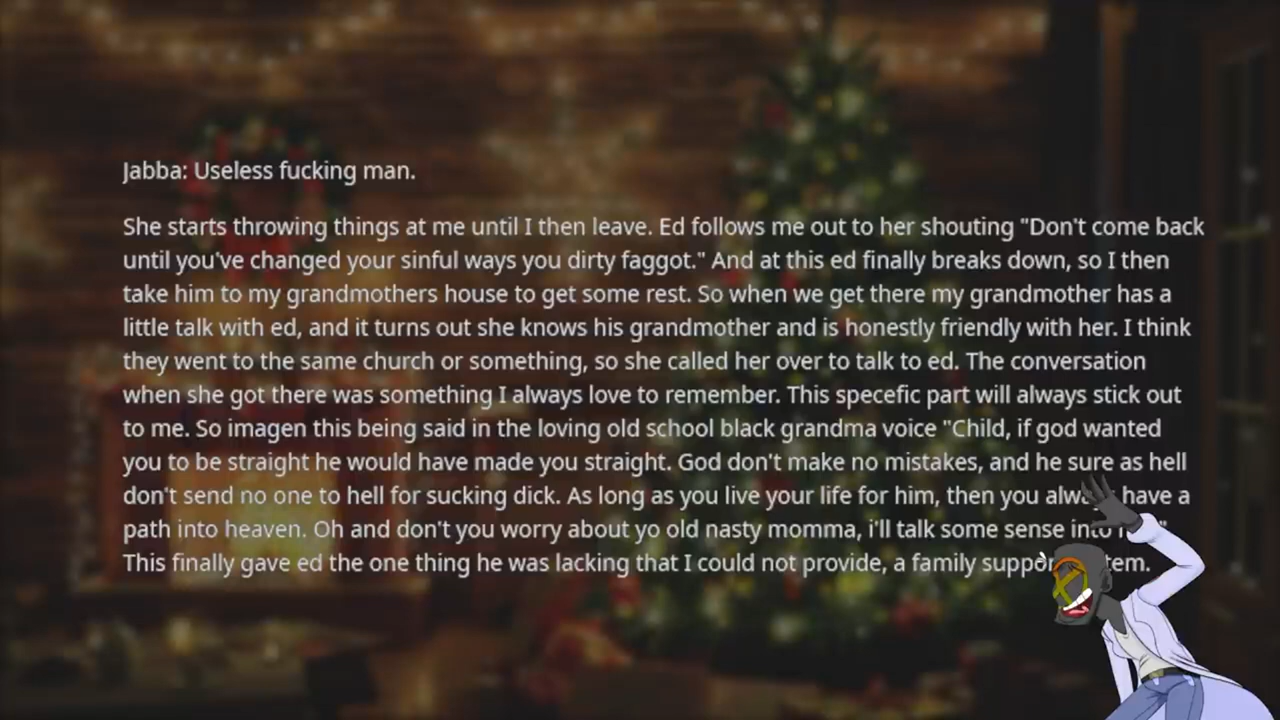 Jabba: Useless fucking man.
She starts throwing things at me until I then leave. Ed follows me out to her shouting "Don't come back
until you've changed your sinful ways you dirty faggot." And at this ed finally breaks down, so I then
take him to my grandmothers house to get some rest. So when we get there my grandmother has a
little talk with ed, and it turns out she knows his grandmother and is honestly friendly with her. I think
they went to the same church or something, so she called her over to talk to ed. The conversation
when she got there was something I always love to remember. This specefic part will always stick out
to me. So imagen this being said in the loving old school black grandma voice "Child, if god wanted
you to be straight he would have made you straight. God don't make no mistakes, and he sure as hell
don't send no one to hell for sucking dick. As long as you live your life for him, then you have a
path into heaven. Oh and don't you worry about yo old nasty momma, i'll talk some sense into
This finally gave ed the one thing he was lacking that I could not provide, a family